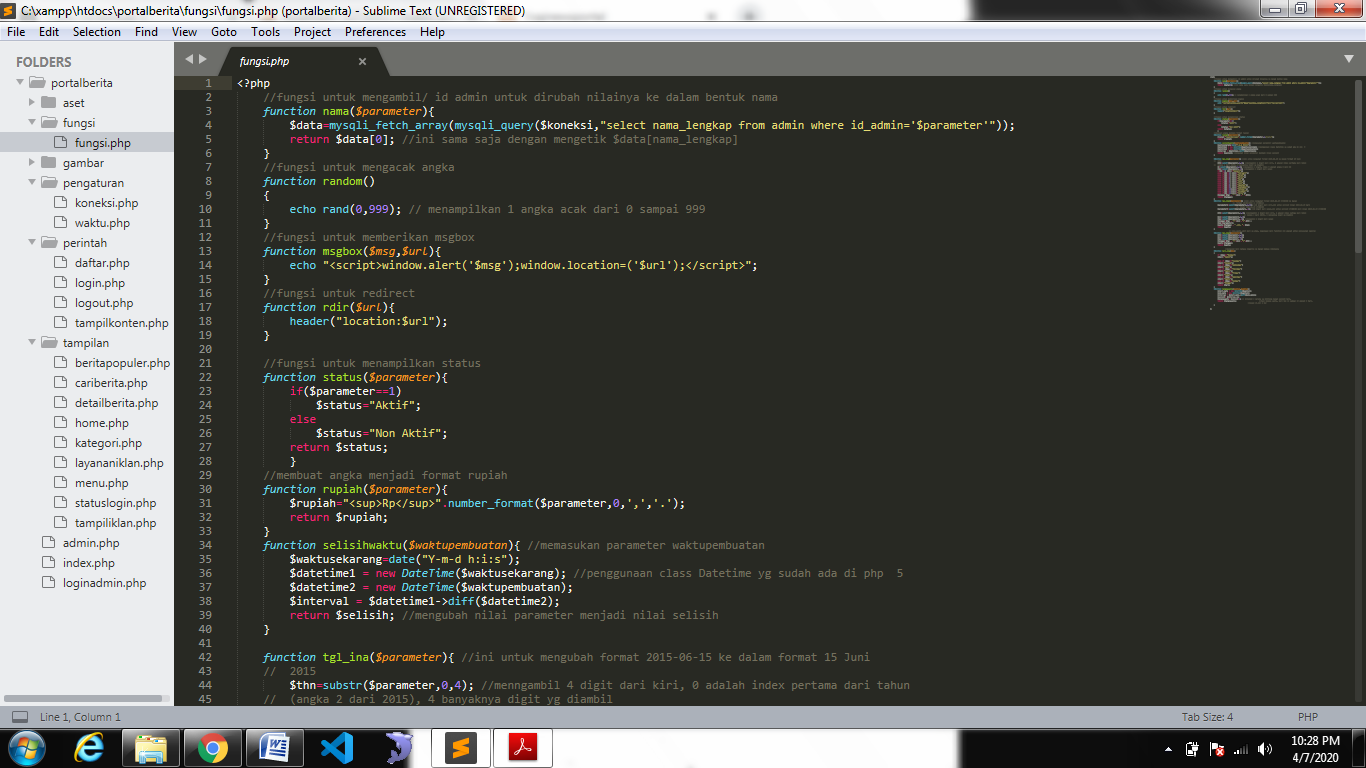 C:\xampp\htdocs\portalberita\fungsi\fungsi.php (portalberita) - Sublime Text (UNREGISTERED)
File Edit Selection Find View Goto Tools Project Preferences Help
FOLDERS
portalberita
aset
fungsi
fungsi.php
gambar
pengaturan
koneksi.php
waktu.php
perintah
daftar.php
login.php
logout.php
tampilkonten.php
tampilan
beritapopuler.php
cariberita.php
detailberita.php
home.php
kategori.php
layananiklan.php
menu.php
statuslogin.php
tampiliklan.php
admin.php
index.php
loginadmin.php
fungsi.php
1 <?php
2 //fungsi untuk mengambil/ id admin untuk dirubah nilainya ke dalam bentuk nama
3 function nama($parameter){
4 $data=mysqli_fetch_array(mysqli_query($koneksi,"select nama_lengkap from admin where id_admin='$parameter'"));
5 return $data[0]; //ini sama saja dengan mengetik $data[nama_lengkap]
6 }
7 //fungsi untuk mengacak angka
8 function random()
9 {
10 echo rand(0,999); // menampilkan 1 angka acak dari 0 sampai 999
11 }
12 //fungsi untuk memberikan msgbox
13 function msgbox($msg,$url){
14 echo "<script>window.alert('$msg');window.location=('$url');</script>";
15 }
16 //fungsi untuk redirect
17 function rdir($url){
18 header("location:$url");
19 }
20
21 //fungsi untuk menampilkan status
22 function status($parameter){
23 if($parameter==1)
24 $status="Aktif";
25 else
26 $status="Non Aktif";
27 return $status;
28 }
29 //membuat angka menjadi format rupiah
30 function rupiah($parameter){
31 $rupiah="<sup>Rp</sup>".number_format($parameter,0,',','.');
32 return $rupiah;
33 }
34 function selisihwaktu($waktupembuatan){ //memasukan parameter waktupembuatan
35 $waktusekarang=date("Y-m-d h:i:s");
36 $datetime1 = new DateTime($waktusekarang); //penggunaan class Datetime yg sudah ada di php 5
37 $datetime2 = new DateTime($waktupembuatan);
38 $interval = $datetime1->diff($datetime2);
39 return $selisih; //mengubah nilai parameter menjadi nilai selisih
40 }
41
42 function tgl_ina($parameter){ //ini untuk mengubah format 2015-06-15 ke dalam format 15 Juni
43 // 2015
44 $thn=substr($parameter,0,4); //menngambil 4 digit dari kiri, 0 adalah index pertama dari tahun
45 // (angka 2 dari 2015), 4 banyaknya digit yg diambil
Line 1, Column 1
Tab Size: 4
PHP
10:28 PM
4/7/2020